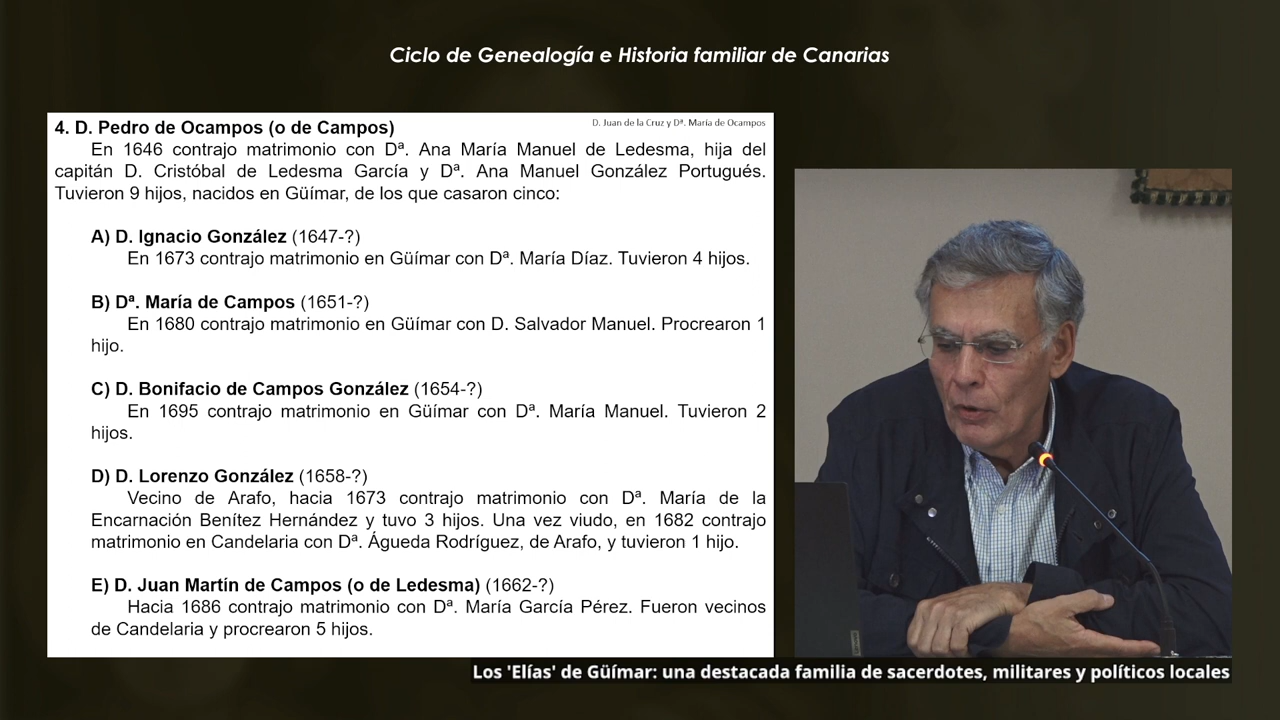 Ciclo de Genealogía e Historia familiar de Canarias
4. D. Pedro de Ocampos (o de Campos)
D. Juan de la Cruz y Dª. María de Ocampos
En 1646 contrajo matrimonio con Dª. Ana María Manuel de Ledesma, hija del
capitán D. Cristóbal de Ledesma García y Dª. Ana Manuel González Portugués.
Tuvieron 9 hijos, nacidos en Güímar, de los que casaron cinco:
A) D. Ignacio González (1647-?)
En 1673 contrajo matrimonio en Güímar con Dª. María Díaz. Tuvieron 4 hijos.
B) Dª. María de Campos (1651-?)
En 1680 contrajo matrimonio en Güímar con D. Salvador Manuel. Procrearon 1
hijo.
C) D. Bonifacio de Campos González (1654-?)
En 1695 contrajo matrimonio en Güímar con Dª. María Manuel. Tuvieron 2
hijos.
D) D. Lorenzo González (1658-?)
Vecino de Arafo, hacia 1673 contrajo matrimonio con Dª. María de la
Encarnación Benítez Hernández y tuvo 3 hijos. Una vez viudo, en 1682 contrajo
matrimonio en Candelaria con Dª. Águeda Rodríguez, de Arafo, y tuvieron 1 hijo.
E) D. Juan Martín de Campos (o de Ledesma) (1662-?)
Hacia 1686 contrajo matrimonio con Dª. María García Pérez. Fueron vecinos
de Candelaria y procrearon 5 hijos.
Los 'Elías' de Güímar: una destacada familia de sacerdotes, militares y políticos locales